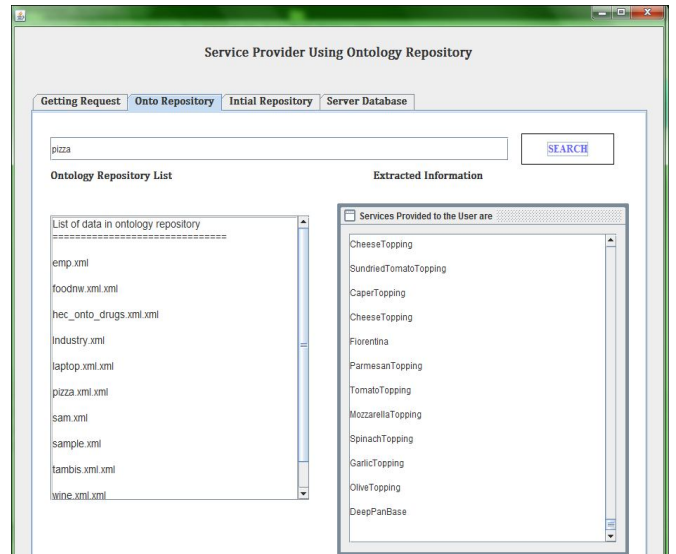 Service Provider Using Ontology Repository
Getting Request Onto Repository Intial Repository Server Database
pizza
SEARCH
Ontology Repository List
Extracted Information
List of data in ontology repository
===============================
emp.xml
foodnw.xml.xml
hec_onto_drugs.xml.xml
Industry.xml
laptop.xml.xml
pizza.xml.xml
sam.xml
sample.xml
tambis.xml.xml
wine.xml.xml
Services Provided to the User are
CheeseTopping
SundriedTomatoTopping
CaperTopping
CheeseTopping
Fiorentina
ParmesanTopping
TomatoTopping
MozzarellaTopping
SpinachTopping
GarlicTopping
OliveTopping
DeepPanBase